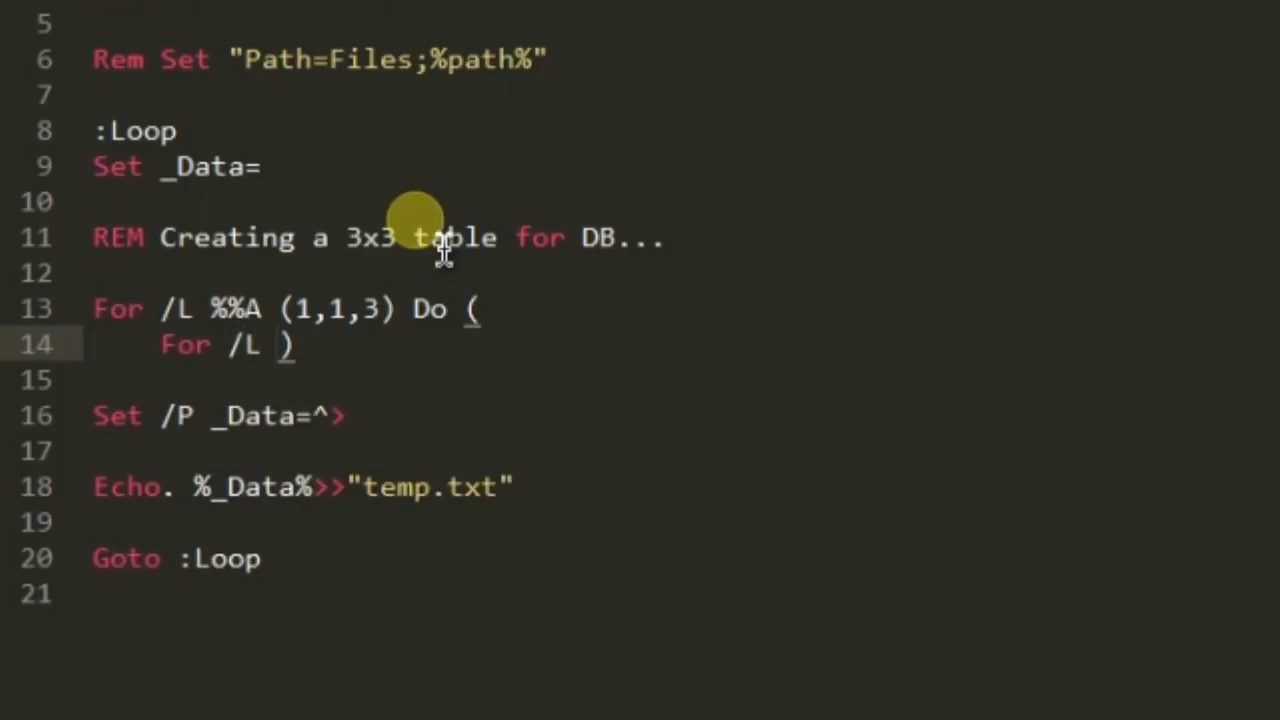 5
6 Rem Set "Path=Files;%path%"
7
8 :Loop
9 Set _Data=
10
11 REM Creating a 3x3 table for DB...
12
13 For /L %%A (1,1,3) Do (
14 For /L )
15
16 Set /P _Data=^>
17
18 Echo. %_Data%>>"temp.txt"
19
20 Goto :Loop
21